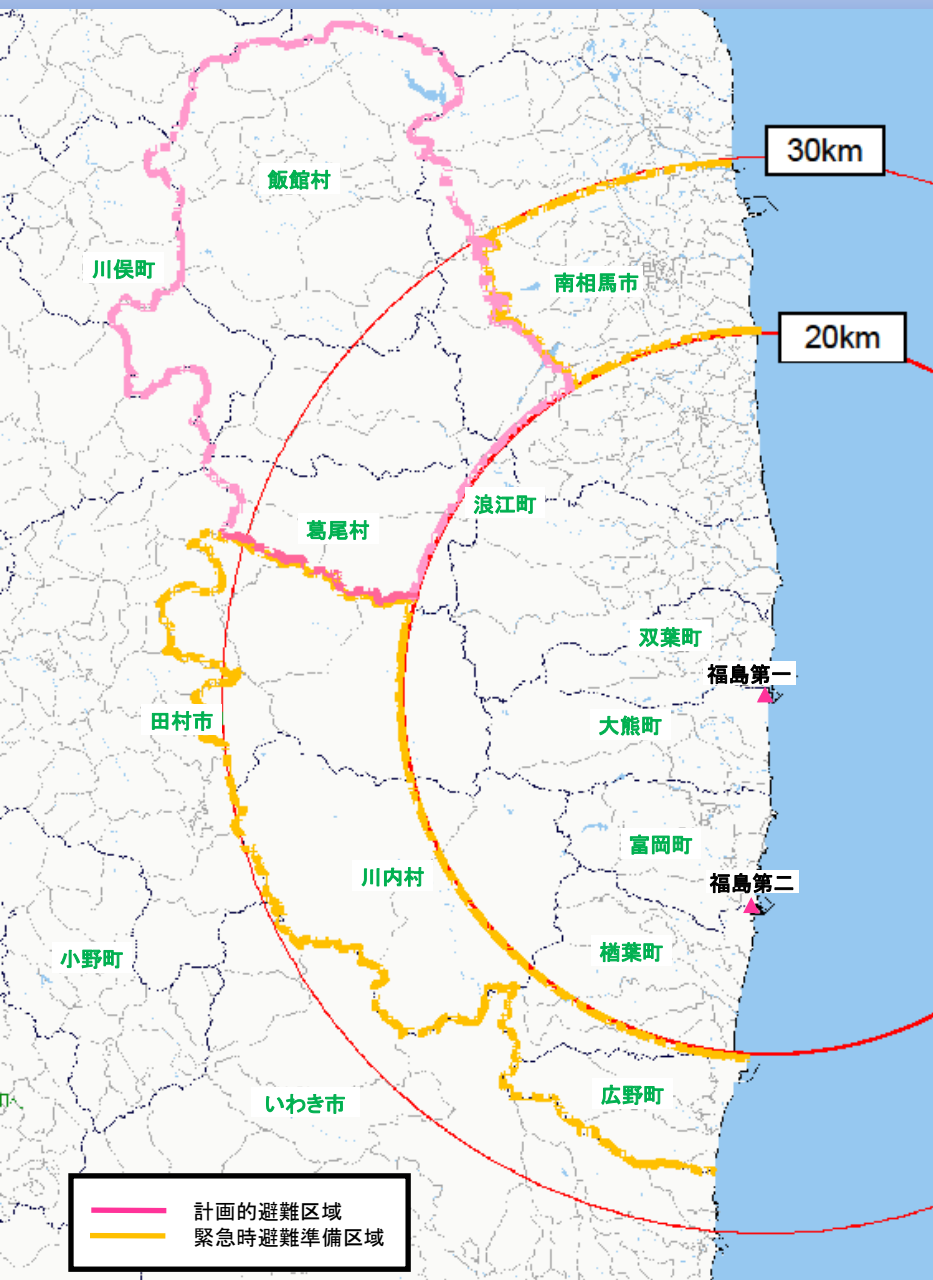 30km
飯館村
川俣町
南相馬市
20km
浪江町
葛尾村
双葉町
福島第一
田村市
大熊町
富岡町
川内村
福島第二
楢葉町
小野町
広野町
いわき市
計画的避難区域
緊急時避難準備区域